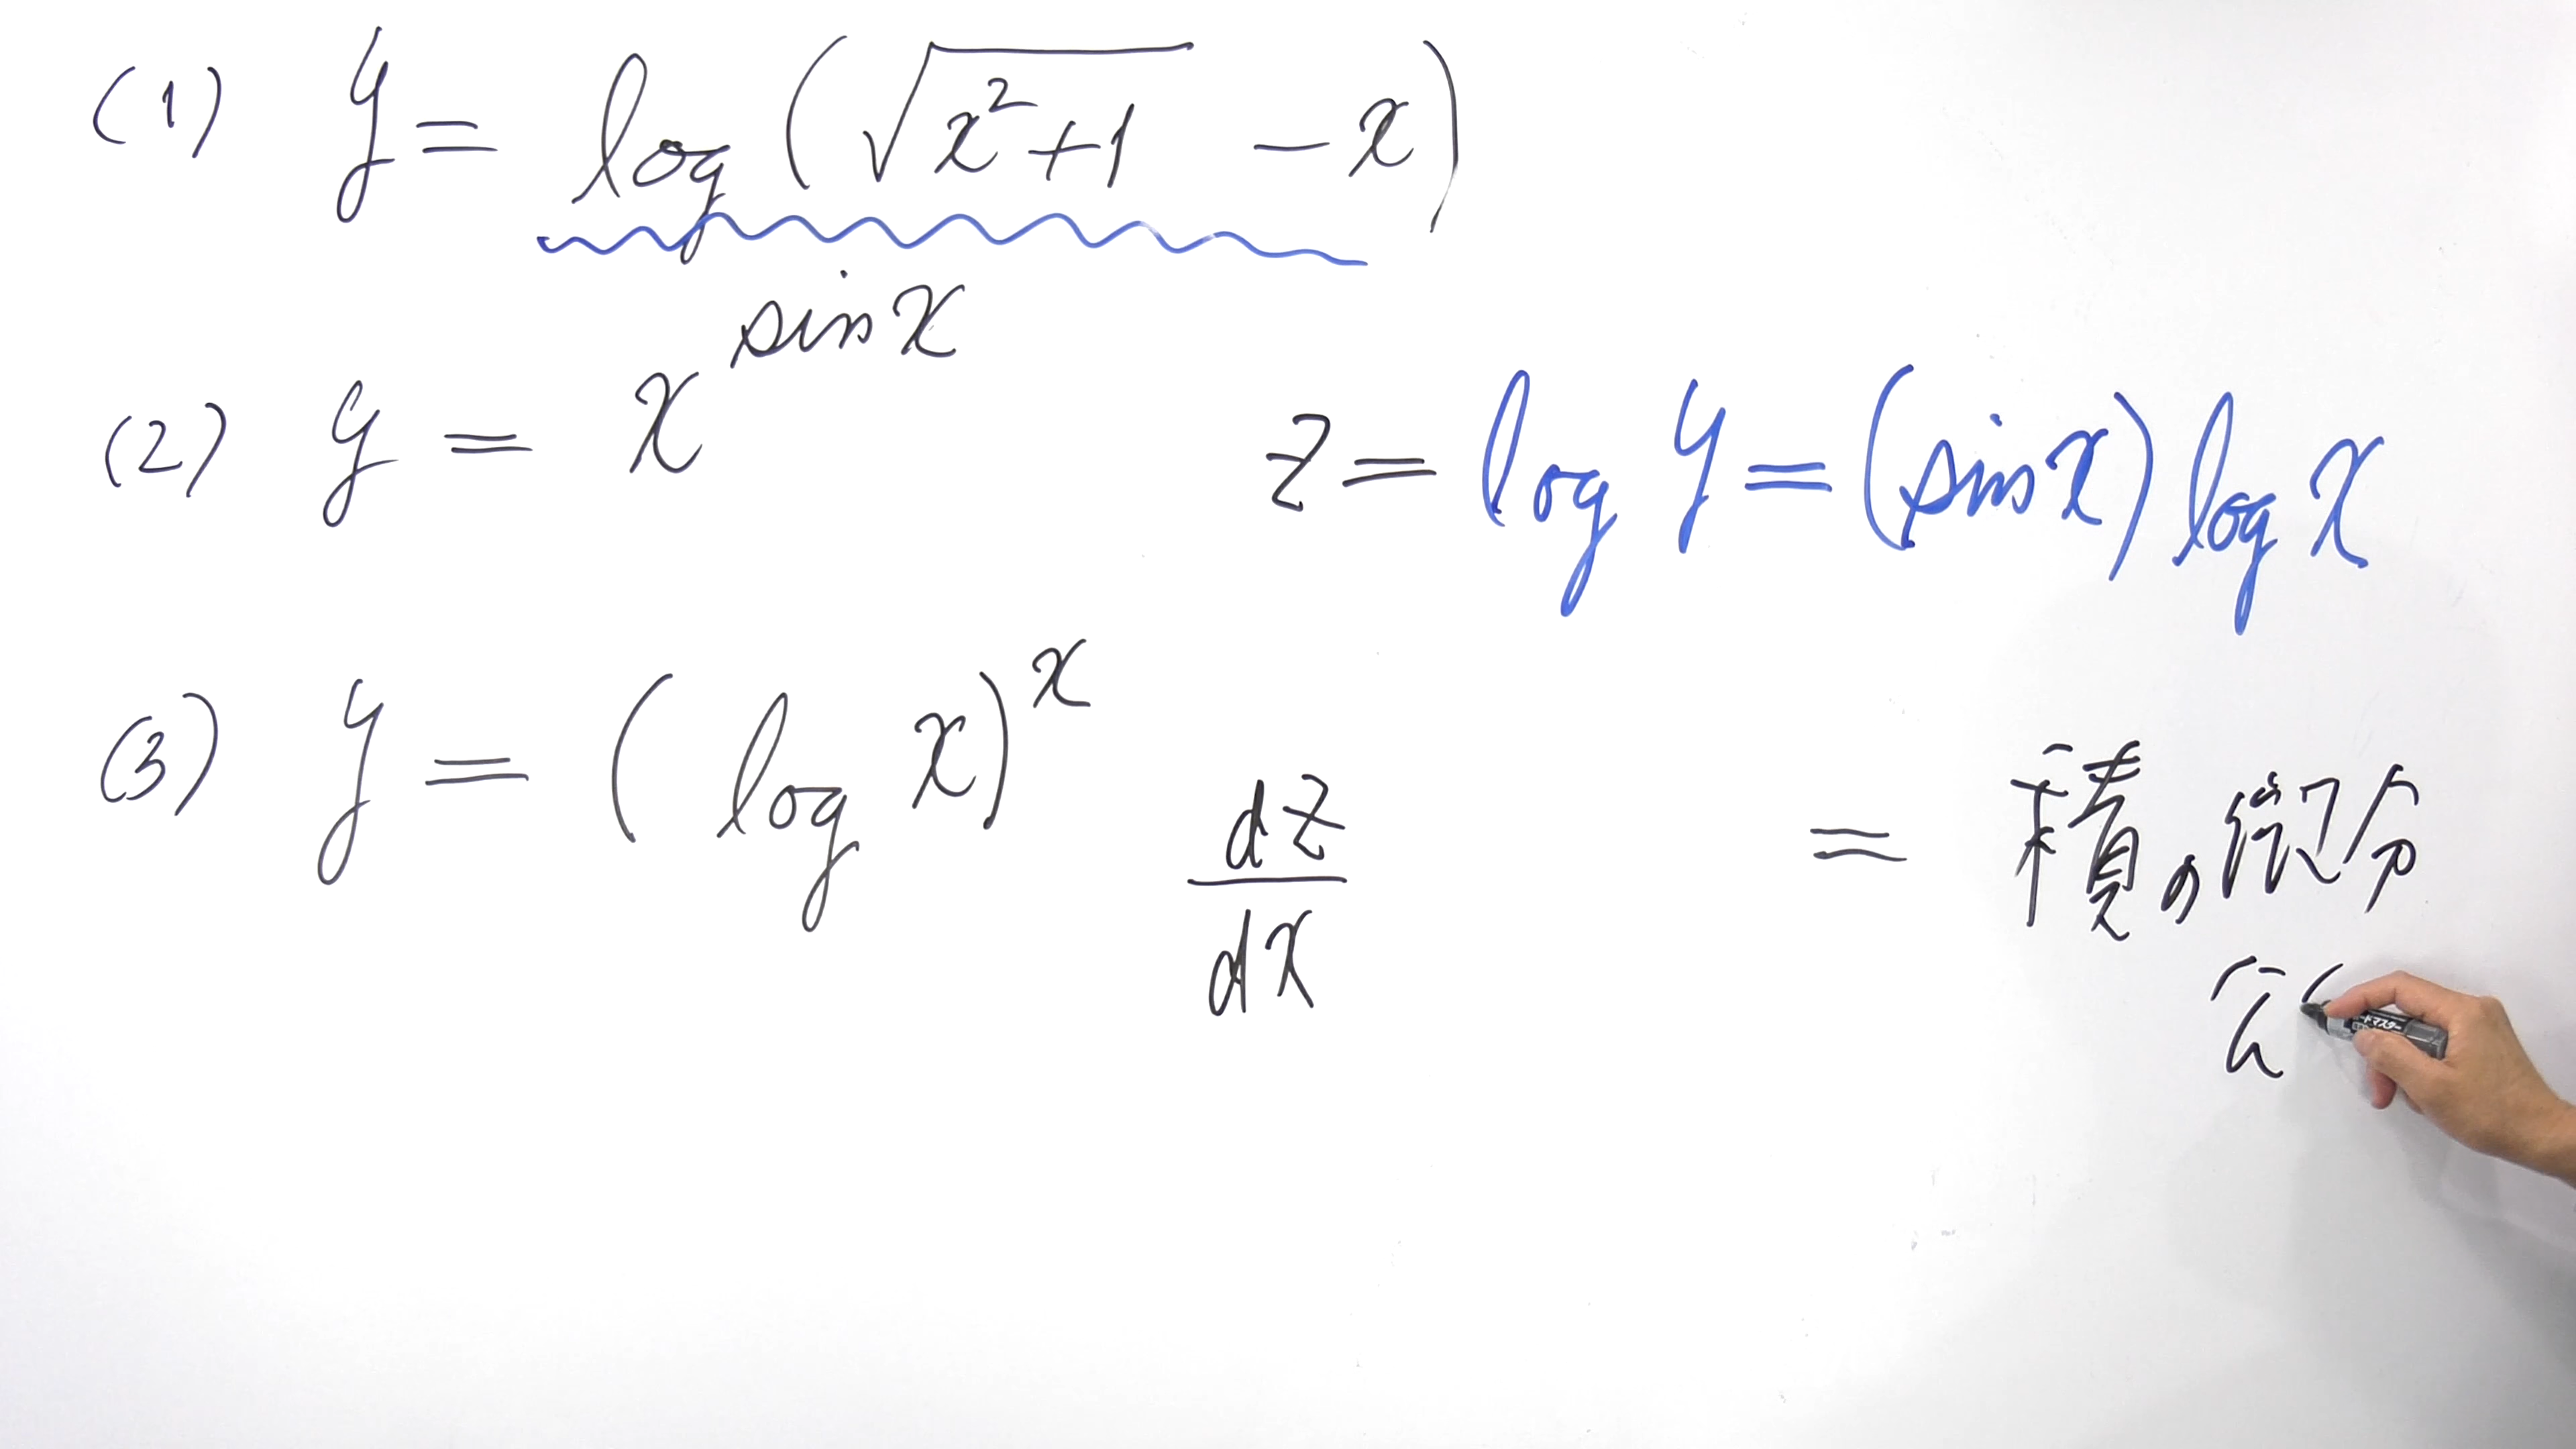 (1) y = log (√(x²+1) − x)
(2) y = x^sin x
z = log y = (sin x) log x
(3) y = (log x)^x
dz/dx = 積の微分